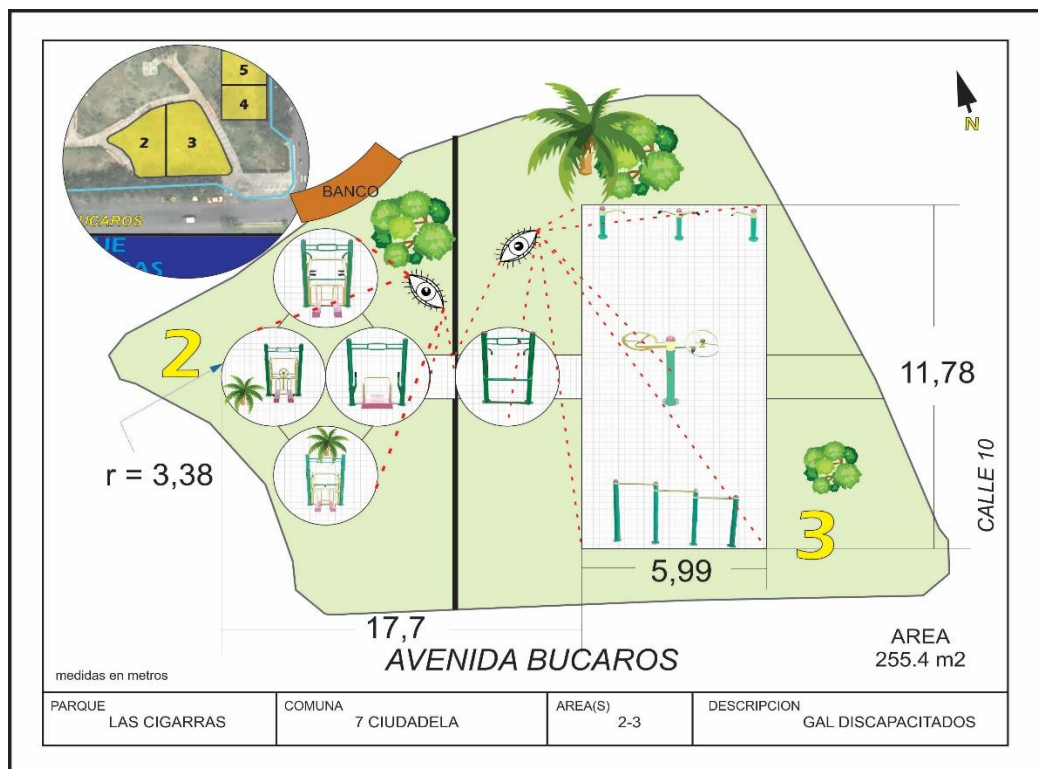 5
4
2
3
BUCAROS
BANCO
N
2
11,78
r = 3,38
CALLE 10
3
5,99
17,7
AVENIDA BUCAROS
AREA
255.4 m2
medidas en metros
PARQUE
LAS CIGARRAS
COMUNA
7 CIUDADELA
AREA(S)
2-3
DESCRIPCION
GAL DISCAPACITADOS